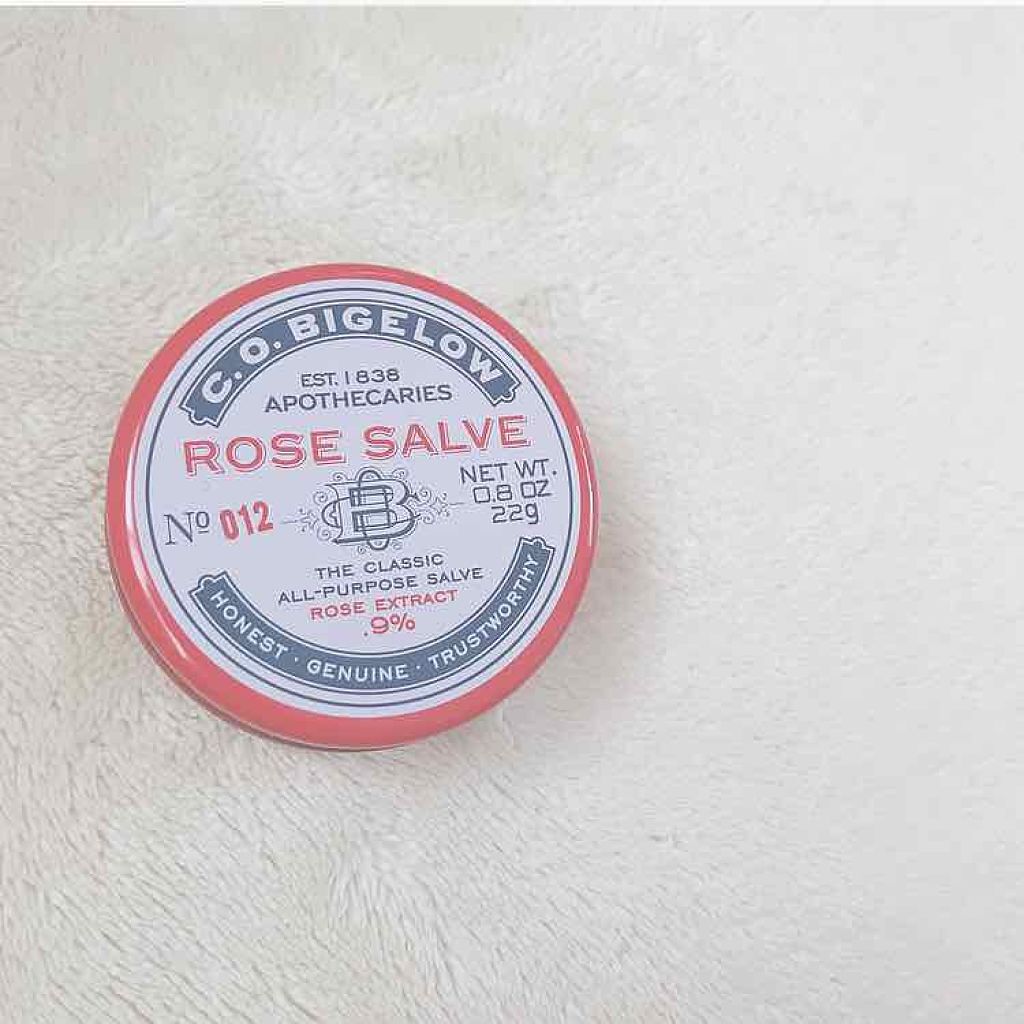 C.O. BIGELOW
EST. 1838
APOTHECARIES
ROSE SALVE
Nº 012
NET WT.
0.8 OZ
22g
THE CLASSIC
ALL-PURPOSE SALVE
ROSE EXTRACT
.9%
HONEST · GENUINE · TRUSTWORTHY